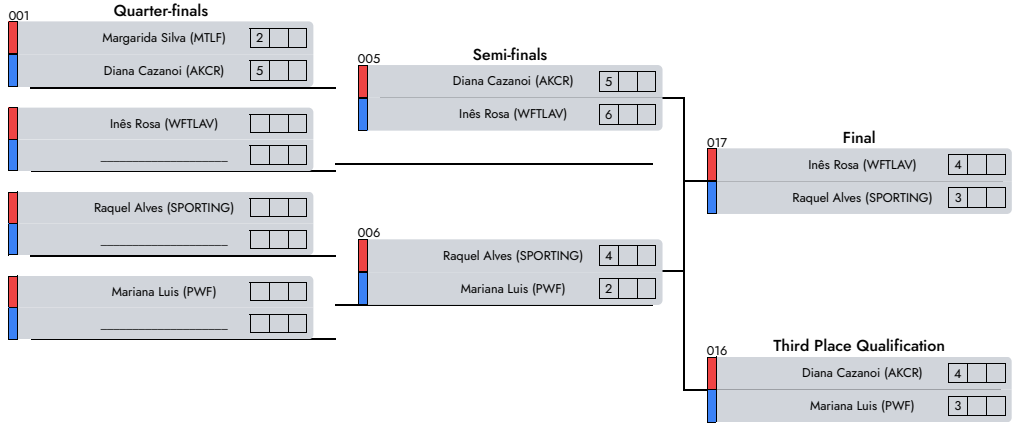 Quarter-finals
001
Margarida Silva (MTLF) 2
Diana Cazanoi (AKCR) 5
Inês Rosa (WFTLAV)
____________________
Raquel Alves (SPORTING)
____________________
Mariana Luis (PWF)
____________________
Semi-finals
005
Diana Cazanoi (AKCR) 5
Inês Rosa (WFTLAV) 6
006
Raquel Alves (SPORTING) 4
Mariana Luis (PWF) 2
Final
017
Inês Rosa (WFTLAV) 4
Raquel Alves (SPORTING) 3
Third Place Qualification
016
Diana Cazanoi (AKCR) 4
Mariana Luis (PWF) 3